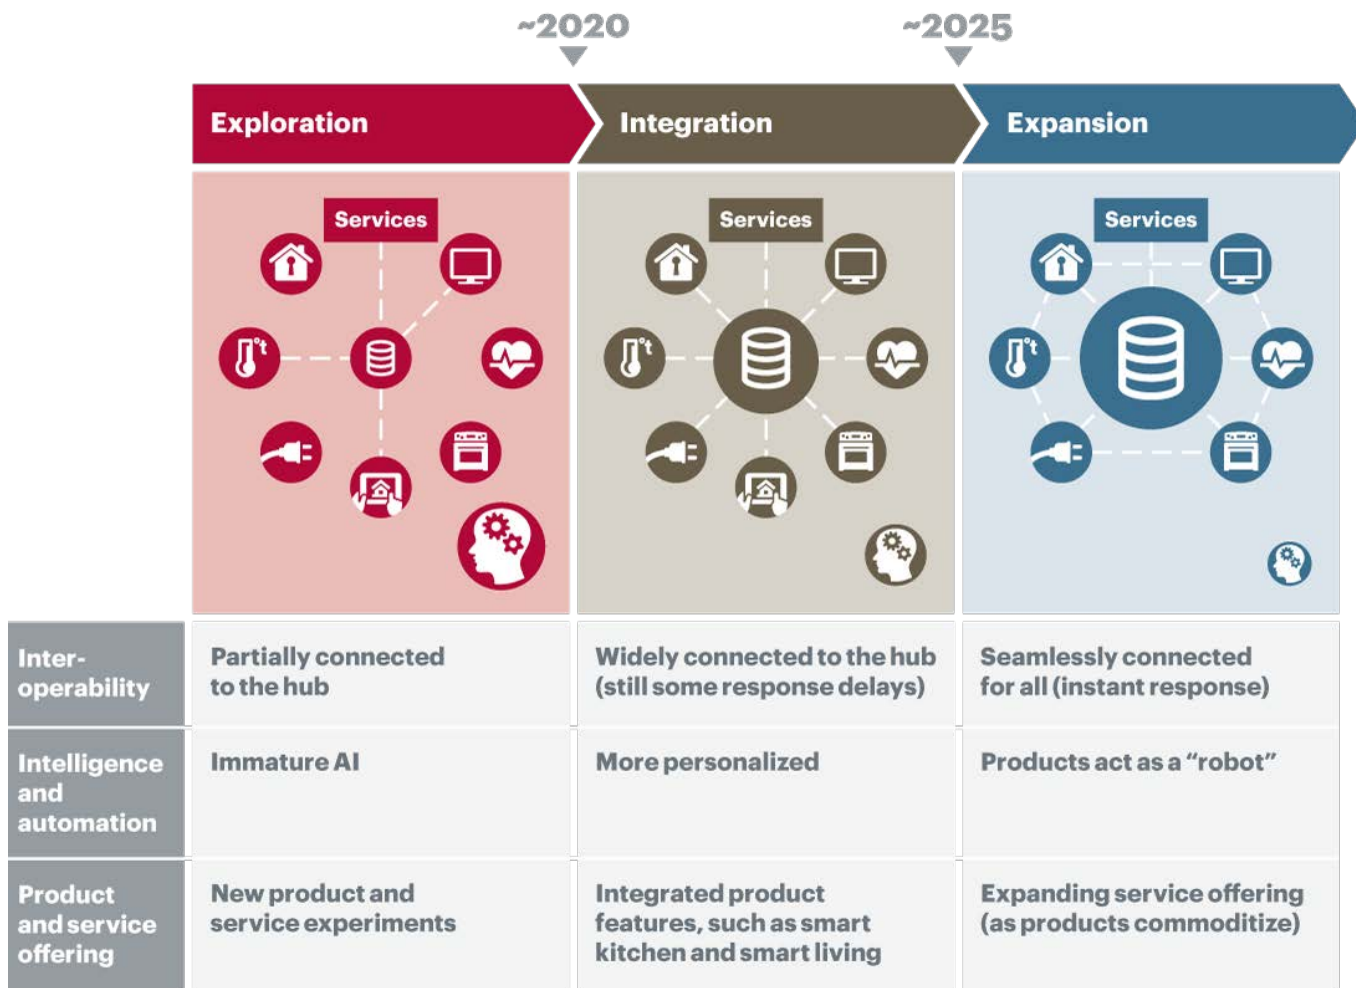 ~2020
~2025
Exploration
Integration
Expansion
Services
Services
Services
°t
°t
°t
Inter-
operability
Partially connected
to the hub
Widely connected to the hub
(still some response delays)
Seamlessly connected
for all (instant response)
Intelligence
and
automation
Immature AI
More personalized
Products act as a “robot”
Product
and service
offering
New product and
service experiments
Integrated product
features, such as smart
kitchen and smart living
Expanding service offering
(as products commoditize)